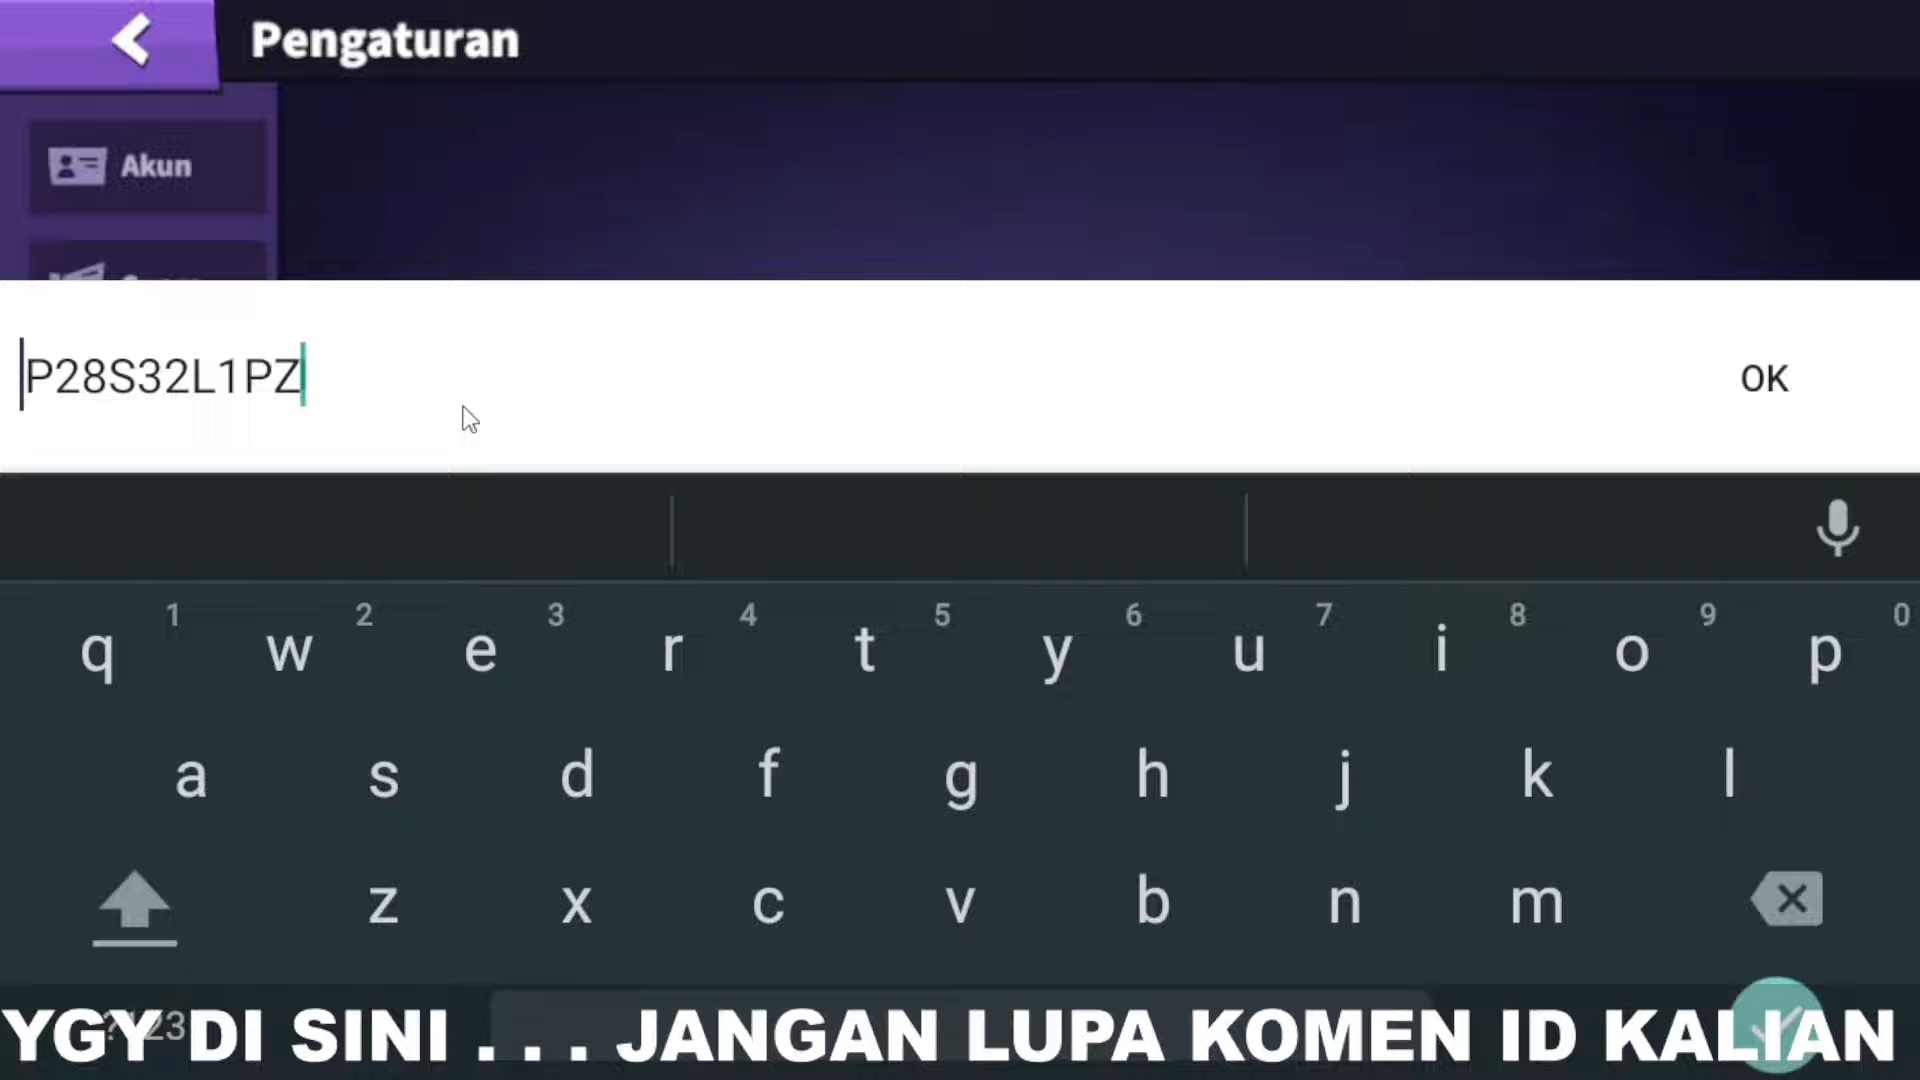 Pengaturan
Akun
P28S32L1PZ
OK
1 2 3 4 5 6 7 8 9 0
q w e r t y u i o p
a s d f g h j k l
z x c v b n m
?123
YGY DI SINI . . . JANGAN LUPA KOMEN ID KALIAN